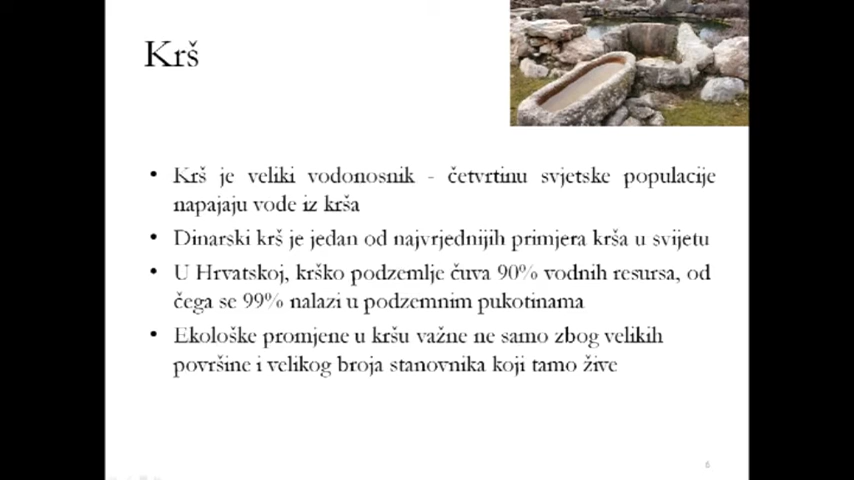 Krš
• Krš je veliki vodonosnik - četvrtinu svjetske populacije
napajaju vode iz krša
• Dinarski krš je jedan od najvrjednijih primjera krša u svijetu
• U Hrvatskoj, krško podzemlje čuva 90% vodnih resursa, od
čega se 99% nalazi u podzemnim pukotinama
• Ekološke promjene u kršu važne ne samo zbog velikih
površine i velikog broja stanovnika koji tamo žive
6